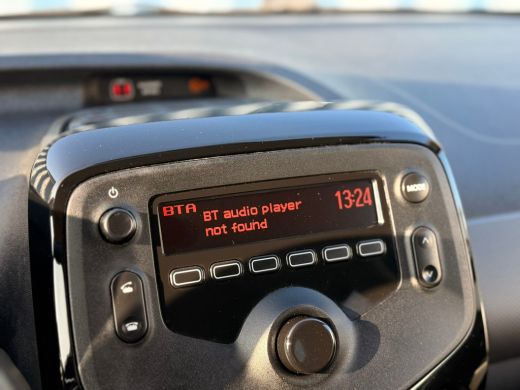 BTA
BT audio player
not found
13:24
MODE